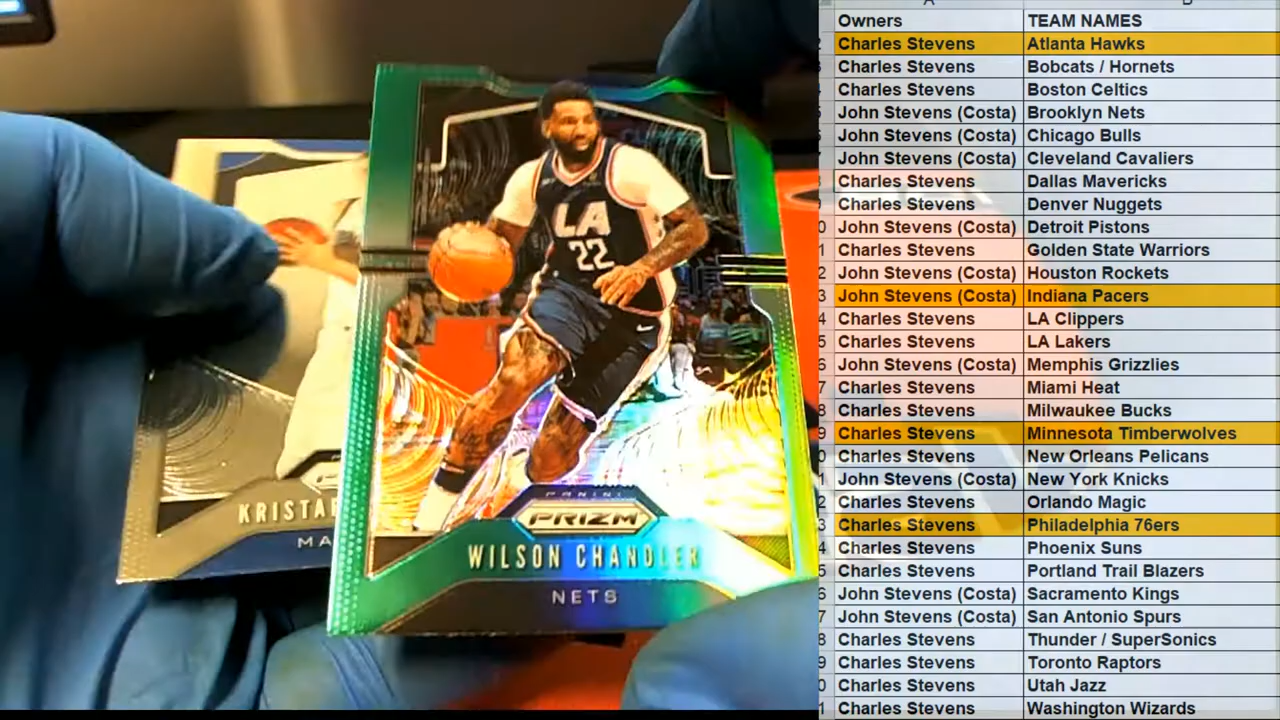 LA
22
PANINI
PRIZM
WILSON CHANDLER
NETS
KRISTA
MA
Owners TEAM NAMES
Charles Stevens Atlanta Hawks
Charles Stevens Bobcats / Hornets
Charles Stevens Boston Celtics
John Stevens (Costa) Brooklyn Nets
John Stevens (Costa) Chicago Bulls
John Stevens (Costa) Cleveland Cavaliers
Charles Stevens Dallas Mavericks
Charles Stevens Denver Nuggets
John Stevens (Costa) Detroit Pistons
Charles Stevens Golden State Warriors
John Stevens (Costa) Houston Rockets
John Stevens (Costa) Indiana Pacers
Charles Stevens LA Clippers
Charles Stevens LA Lakers
John Stevens (Costa) Memphis Grizzlies
Charles Stevens Miami Heat
Charles Stevens Milwaukee Bucks
Charles Stevens Minnesota Timberwolves
Charles Stevens New Orleans Pelicans
John Stevens (Costa) New York Knicks
Charles Stevens Orlando Magic
Charles Stevens Philadelphia 76ers
Charles Stevens Phoenix Suns
Charles Stevens Portland Trail Blazers
John Stevens (Costa) Sacramento Kings
John Stevens (Costa) San Antonio Spurs
Charles Stevens Thunder / SuperSonics
Charles Stevens Toronto Raptors
Charles Stevens Utah Jazz
Charles Stevens Washington Wizards